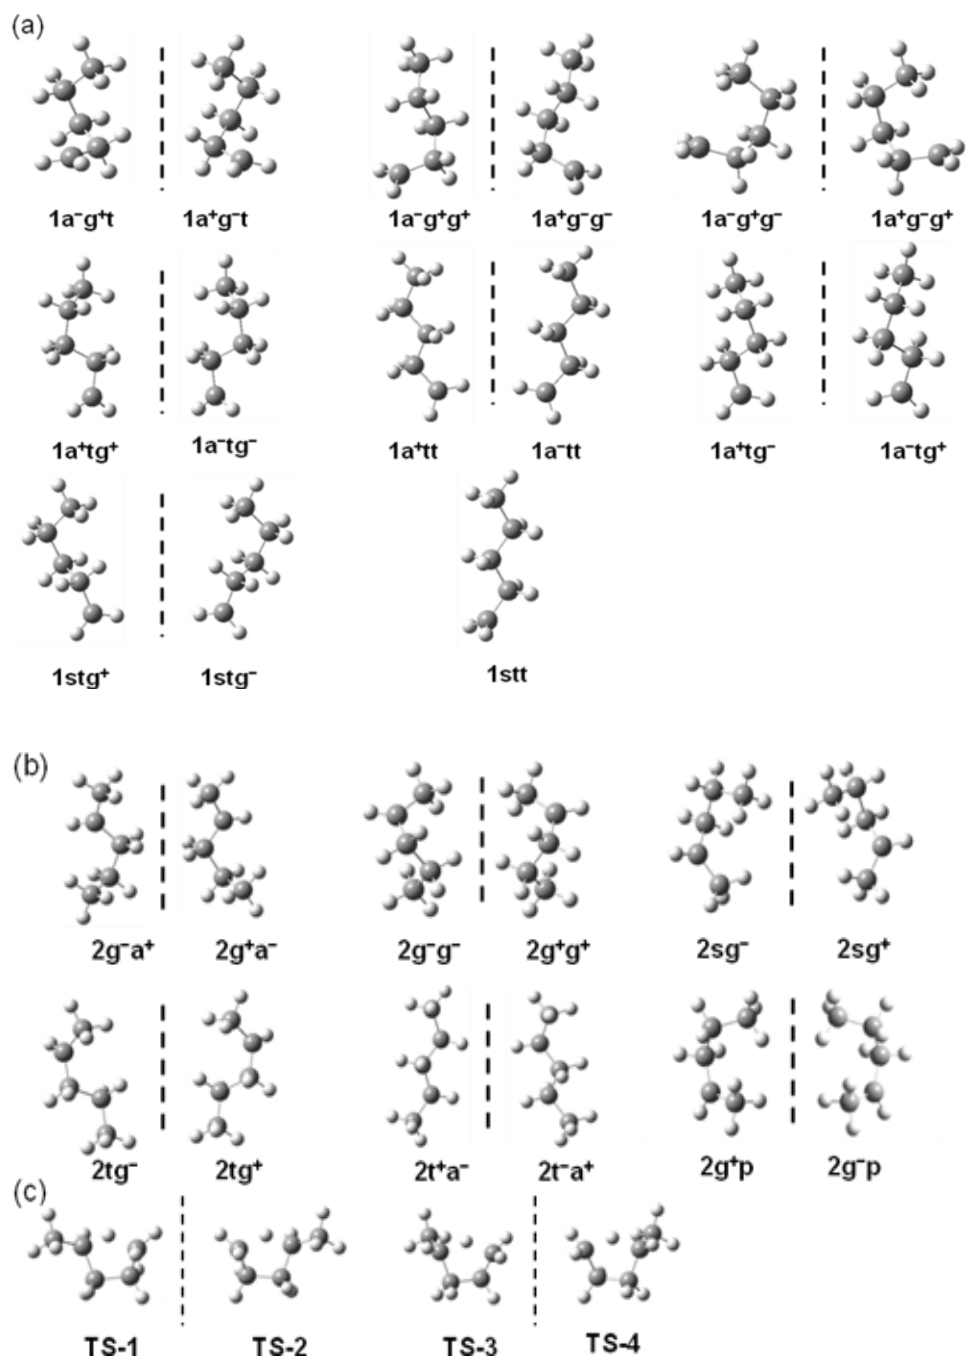 (a)
1a⁻g⁺t 1a⁺g⁻t 1a⁻g⁺g⁺ 1a⁺g⁻g⁻ 1a⁻g⁺g⁻ 1a⁺g⁻g⁺
1a⁺tg⁺ 1a⁻tg⁻ 1a⁺tt 1a⁻tt 1a⁺tg⁻ 1a⁻tg⁺
1stg⁺ 1stg⁻ 1stt
(b)
2g⁻a⁺ 2g⁺a⁻ 2g⁻g⁻ 2g⁺g⁺ 2sg⁻ 2sg⁺
2tg⁻ 2tg⁺ 2t⁺a⁻ 2t⁻a⁺ 2g⁺p 2g⁻p
(c)
TS-1 TS-2 TS-3 TS-4